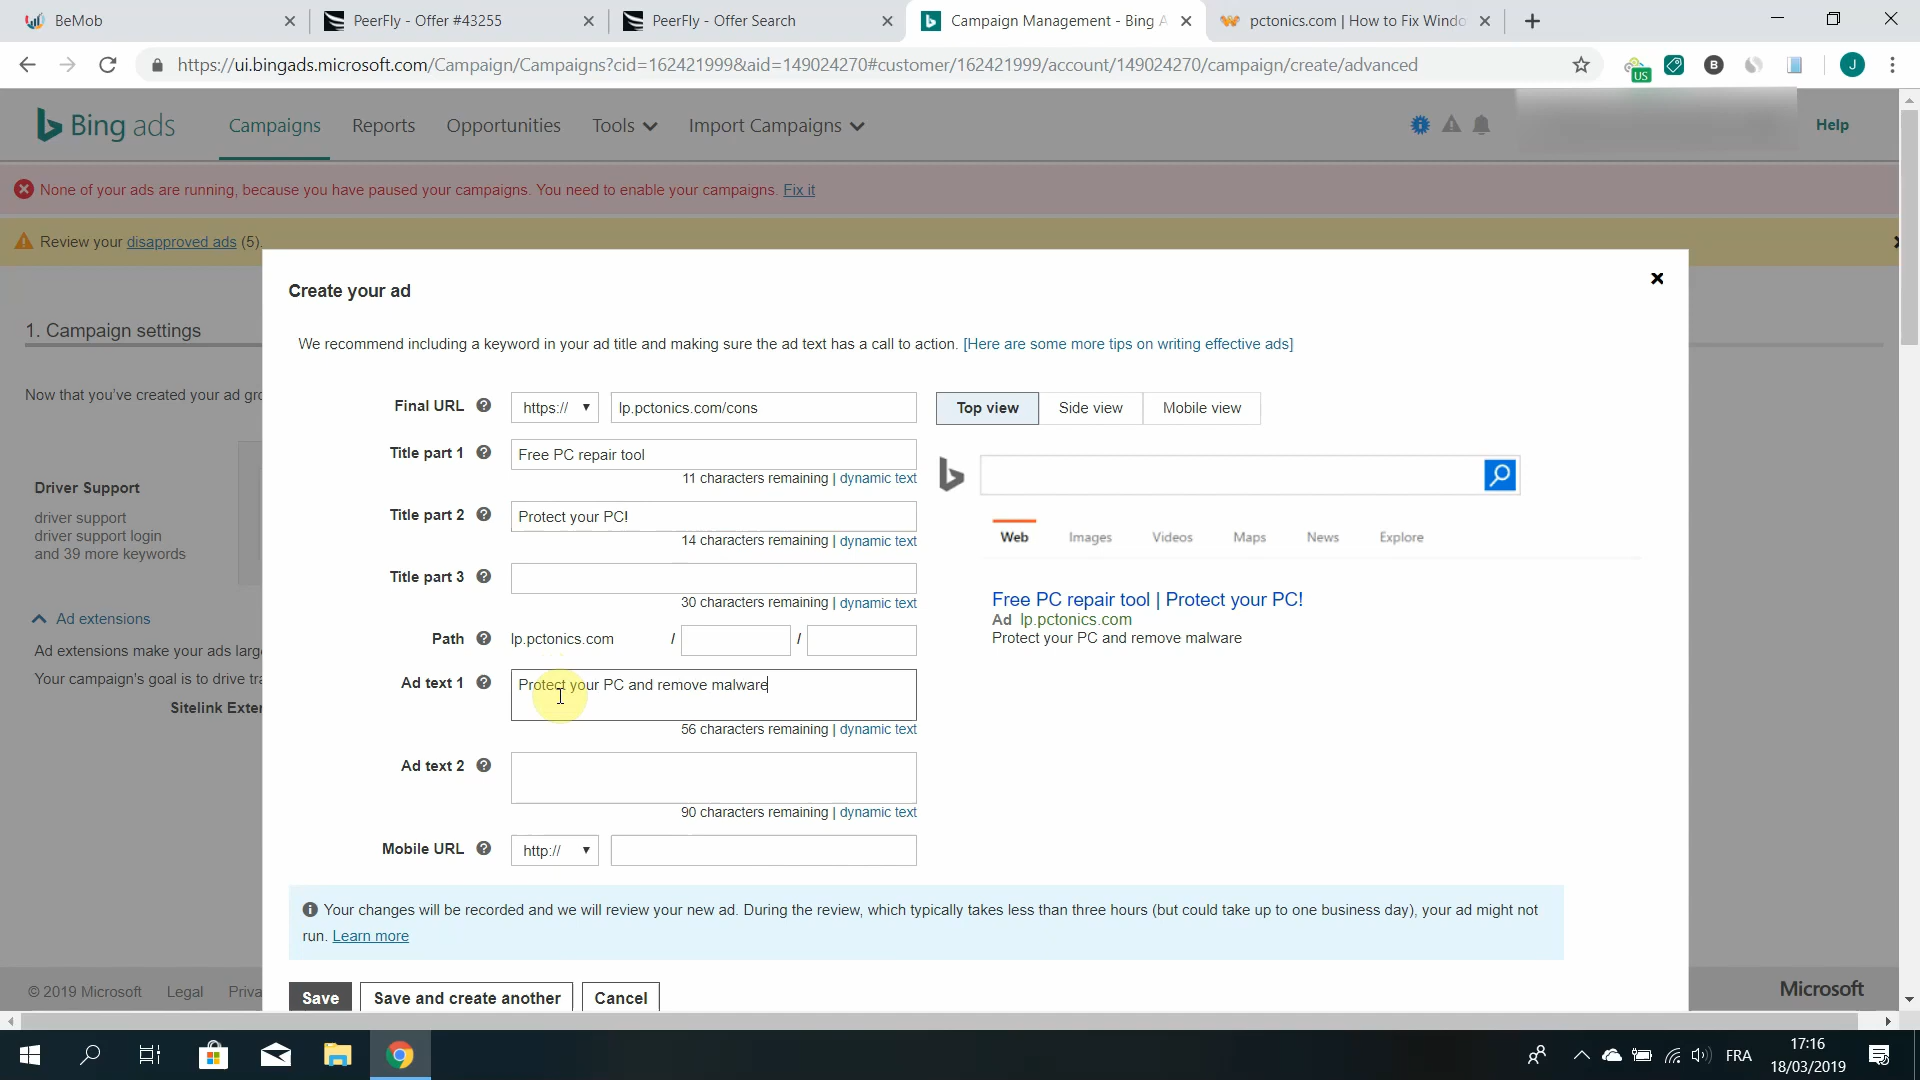 BeMob
PeerFly - Offer #43255
PeerFly - Offer Search
Campaign Management - Bing A
pctonics.com | How to Fix Windo
https://ui.bingads.microsoft.com/Campaign/Campaigns?cid=162421999&aid=149024270#customer/162421999/account/149024270/campaign/create/advanced
US
B
J
Bing ads
Campaigns
Reports
Opportunities
Tools
Import Campaigns
Help
None of your ads are running, because you have paused your campaigns. You need to enable your campaigns. Fix it
Review your disapproved ads (5).
Create your ad
1. Campaign settings
We recommend including a keyword in your ad title and making sure the ad text has a call to action. [Here are some more tips on writing effective ads]
Now that you've created your ad gro
Final URL
https://
lp.pctonics.com/cons
Top view
Side view
Mobile view
Title part 1
Free PC repair tool
11 characters remaining | dynamic text
Driver Support
driver support
driver support login
and 39 more keywords
Title part 2
Protect your PC!
14 characters remaining | dynamic text
Web
Images
Videos
Maps
News
Explore
Title part 3
30 characters remaining | dynamic text
Free PC repair tool | Protect your PC!
Ad lp.pctonics.com
Protect your PC and remove malware
Ad extensions
Path
lp.pctonics.com
/
/
Ad extensions make your ads larg
Your campaign's goal is to drive tra
Sitelink Exter
Ad text 1
Protect your PC and remove malware
56 characters remaining | dynamic text
Ad text 2
90 characters remaining | dynamic text
Mobile URL
http://
Your changes will be recorded and we will review your new ad. During the review, which typically takes less than three hours (but could take up to one business day), your ad might not
run. Learn more
Save
Save and create another
Cancel
© 2019 Microsoft
Legal
Priva
Microsoft
FRA
17:16
18/03/2019